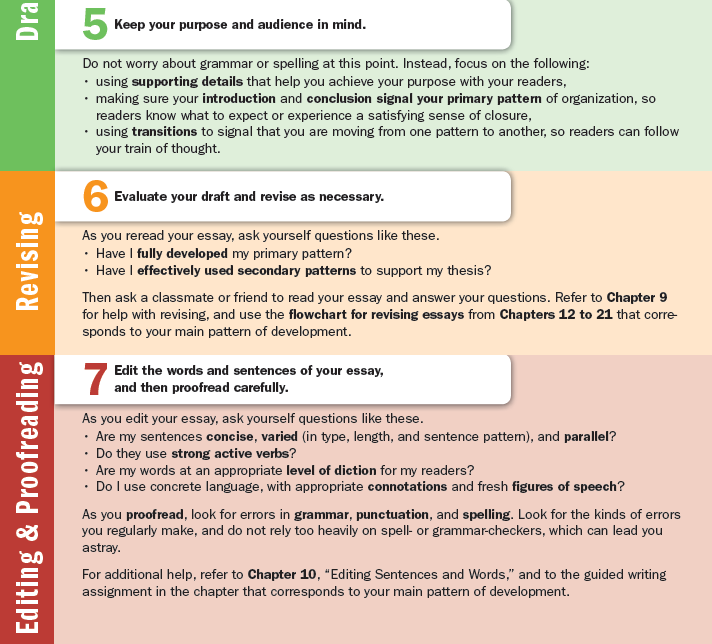 Dra
5 Keep your purpose and audience in mind.
Do not worry about grammar or spelling at this point. Instead, focus on the following:
• using supporting details that help you achieve your purpose with your readers,
• making sure your introduction and conclusion signal your primary pattern of organization, so
readers know what to expect or experience a satisfying sense of closure,
• using transitions to signal that you are moving from one pattern to another, so readers can follow
your train of thought.
Revising
6 Evaluate your draft and revise as necessary.
As you reread your essay, ask yourself questions like these.
• Have I fully developed my primary pattern?
• Have I effectively used secondary patterns to support my thesis?
Then ask a classmate or friend to read your essay and answer your questions. Refer to Chapter 9
for help with revising, and use the flowchart for revising essays from Chapters 12 to 21 that corre-
sponds to your main pattern of development.
Editing & Proofreading
7 Edit the words and sentences of your essay,
and then proofread carefully.
As you edit your essay, ask yourself questions like these.
• Are my sentences concise, varied (in type, length, and sentence pattern), and parallel?
• Do they use strong active verbs?
• Are my words at an appropriate level of diction for my readers?
• Do I use concrete language, with appropriate connotations and fresh figures of speech?
As you proofread, look for errors in grammar, punctuation, and spelling. Look for the kinds of errors
you regularly make, and do not rely too heavily on spell- or grammar-checkers, which can lead you
astray.
For additional help, refer to Chapter 10, “Editing Sentences and Words,” and to the guided writing
assignment in the chapter that corresponds to your main pattern of development.